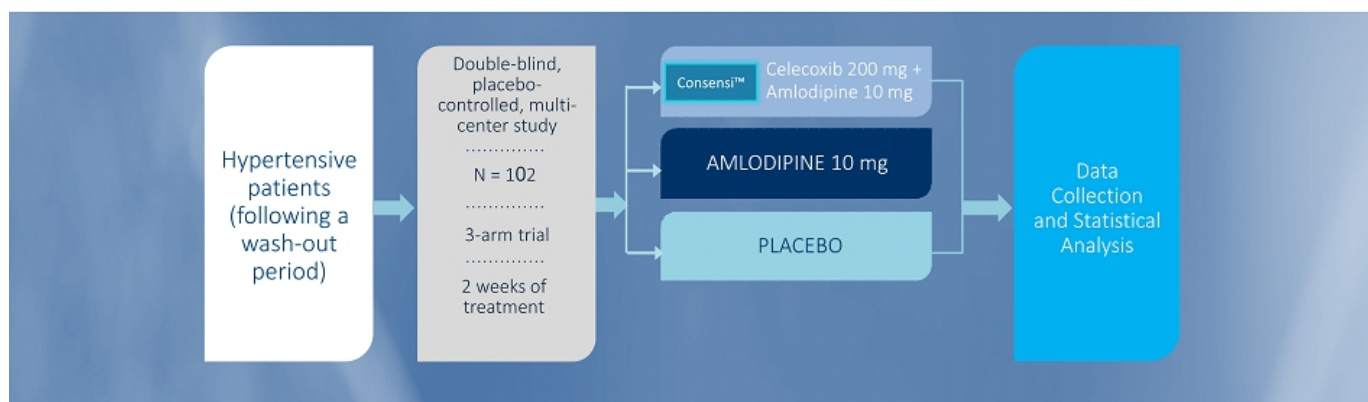 Hypertensive
patients
(following a
wash-out
period)
Double-blind,
placebo-
controlled, multi-
center study
..............
N = 102
..............
3-arm trial
..............
2 weeks of
treatment
Consensi™
Celecoxib 200 mg +
Amlodipine 10 mg
AMLODIPINE 10 mg
PLACEBO
Data
Collection
and Statistical
Analysis